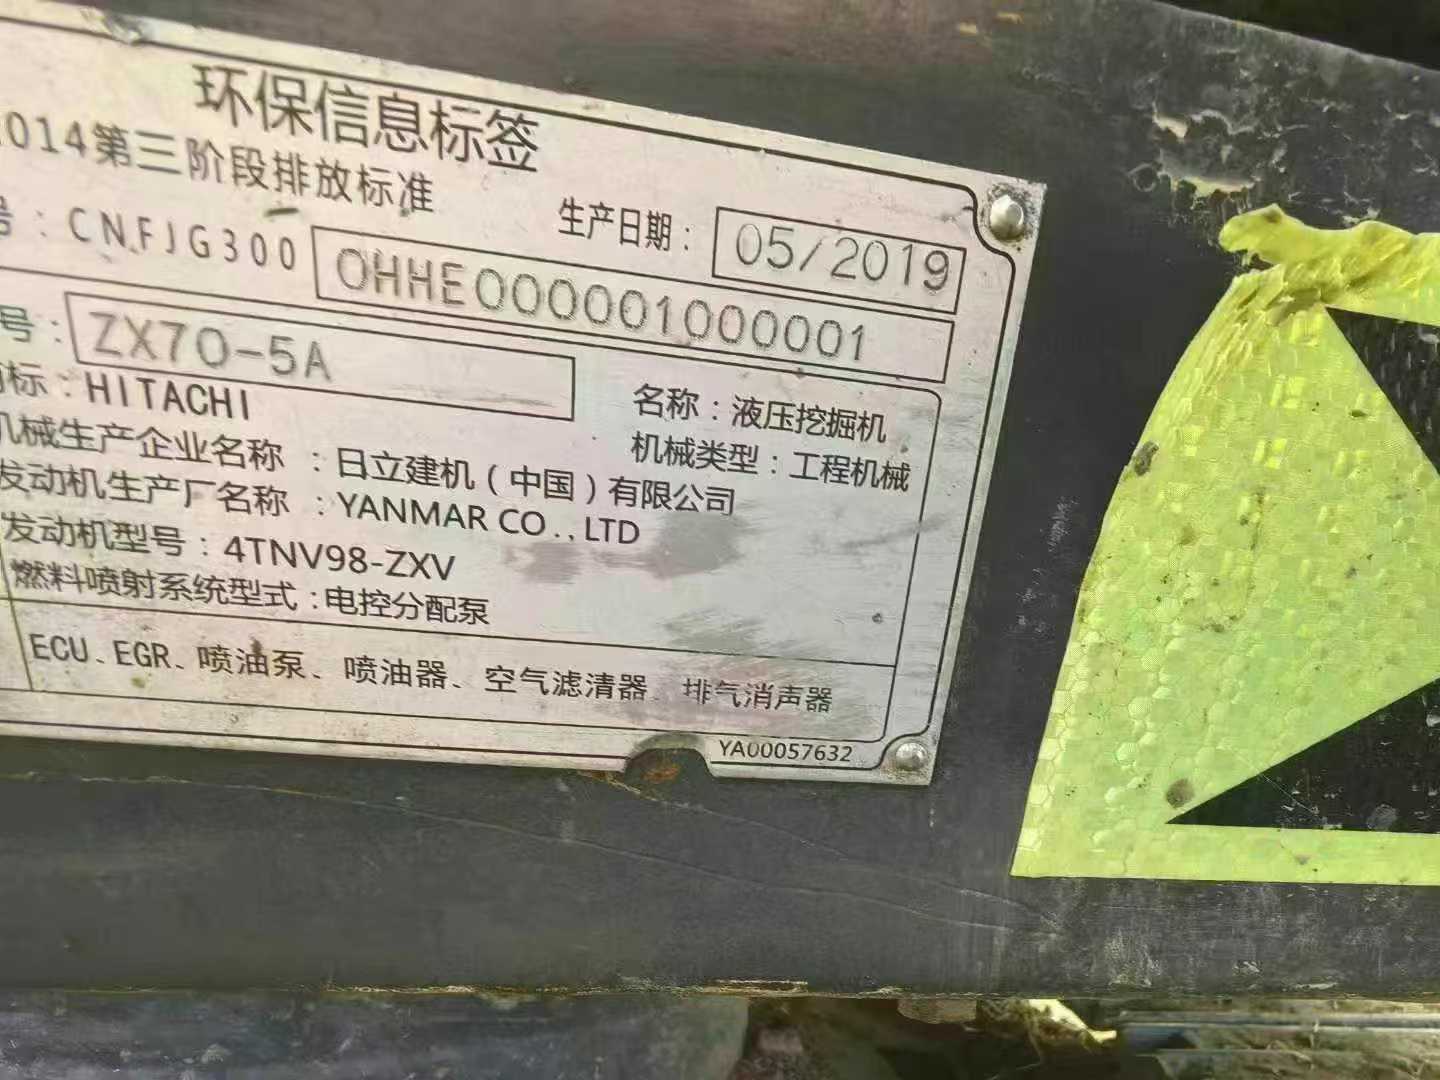 环保信息标签
014第三阶段排放标准
生产日期：05/2019
号：CNFJG300 0HHE000001000001
号：ZX70-5A
标：HITACHI
名称：液压挖掘机
机械类型：工程机械
机械生产企业名称：日立建机（中国）有限公司
发动机生产厂名称：YANMAR CO.,LTD
发动机型号：4TNV98-ZXV
燃料喷射系统型式：电控分配泵
ECU、EGR、喷油泵、喷油器、空气滤清器、排气消声器
YA00057632